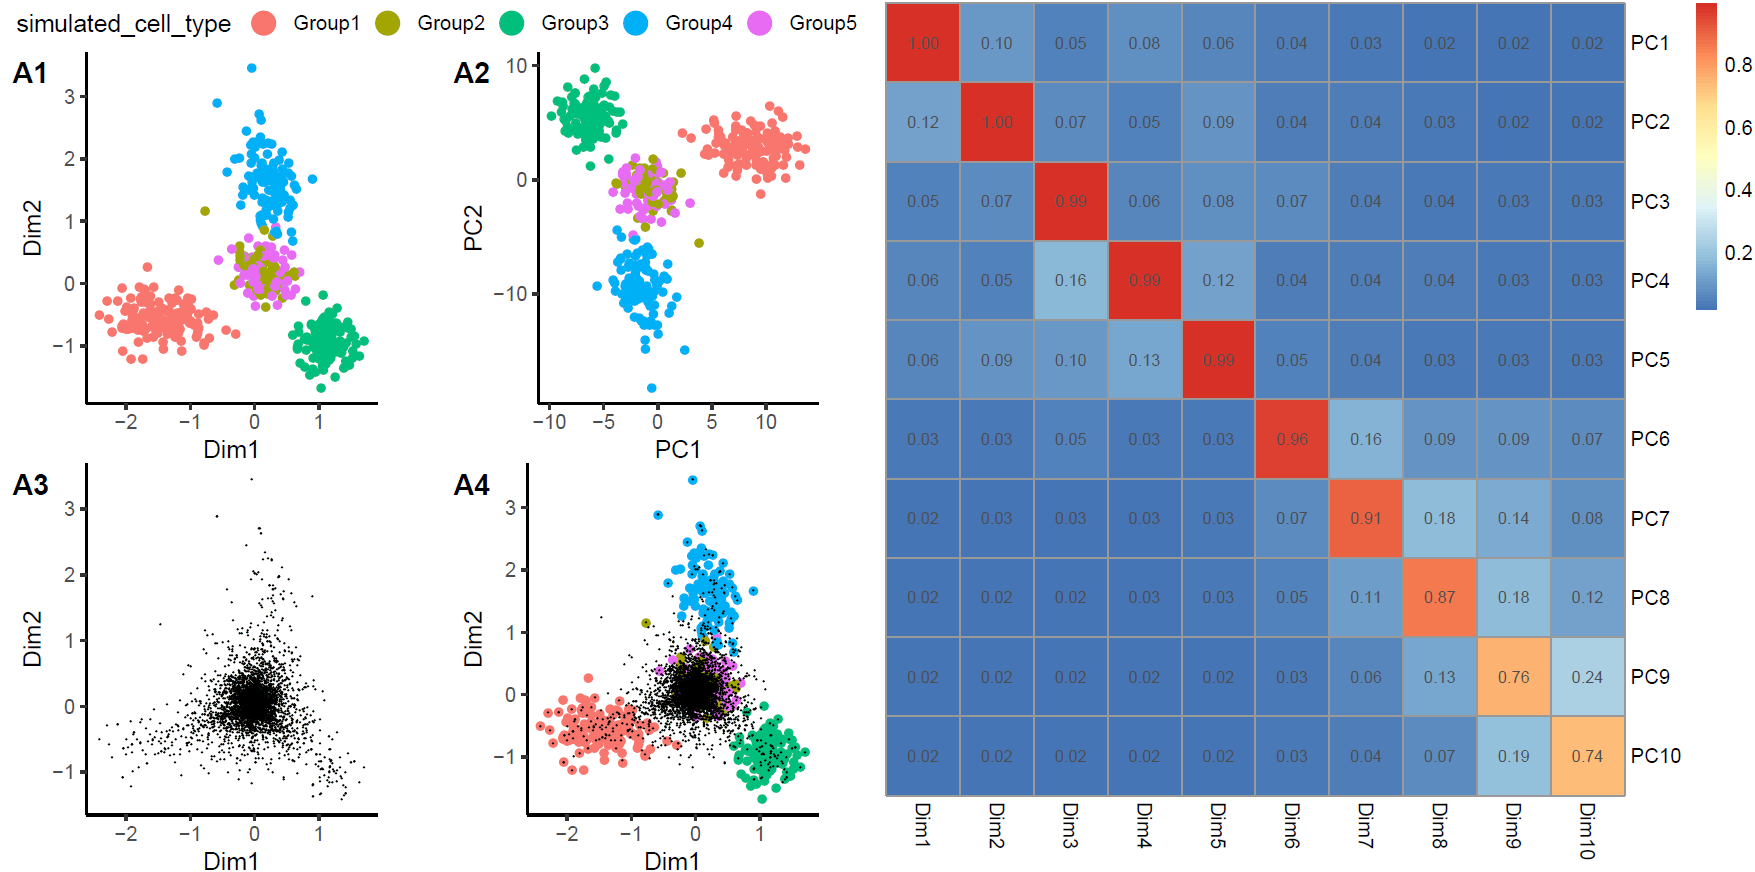 simulated_cell_type Group1 Group2 Group3 Group4 Group5
A1
3
2
1
0
−1
−2 −1 0 1
Dim2
Dim1
A2
10
0
−10
−10 −5 0 5 10
PC2
PC1
A3
3
2
1
0
−1
−2 −1 0 1
Dim2
Dim1
A4
3
2
1
0
−1
−2 −1 0 1
Dim2
Dim1
1.00 0.10 0.05 0.08 0.06 0.04 0.03 0.02 0.02 0.02 PC1
0.12 1.00 0.07 0.05 0.09 0.04 0.04 0.03 0.02 0.02 PC2
0.05 0.07 0.99 0.06 0.08 0.07 0.04 0.04 0.03 0.03 PC3
0.06 0.05 0.16 0.99 0.12 0.04 0.04 0.04 0.03 0.03 PC4
0.06 0.09 0.10 0.13 0.99 0.05 0.04 0.03 0.03 0.03 PC5
0.03 0.03 0.05 0.03 0.03 0.96 0.16 0.09 0.09 0.07 PC6
0.02 0.03 0.03 0.03 0.03 0.07 0.91 0.18 0.14 0.08 PC7
0.02 0.02 0.02 0.03 0.03 0.05 0.11 0.87 0.18 0.12 PC8
0.02 0.02 0.02 0.02 0.02 0.03 0.06 0.13 0.76 0.24 PC9
0.02 0.02 0.02 0.02 0.02 0.03 0.04 0.07 0.19 0.74 PC10
Dim1 Dim2 Dim3 Dim4 Dim5 Dim6 Dim7 Dim8 Dim9 Dim10
0.8
0.6
0.4
0.2